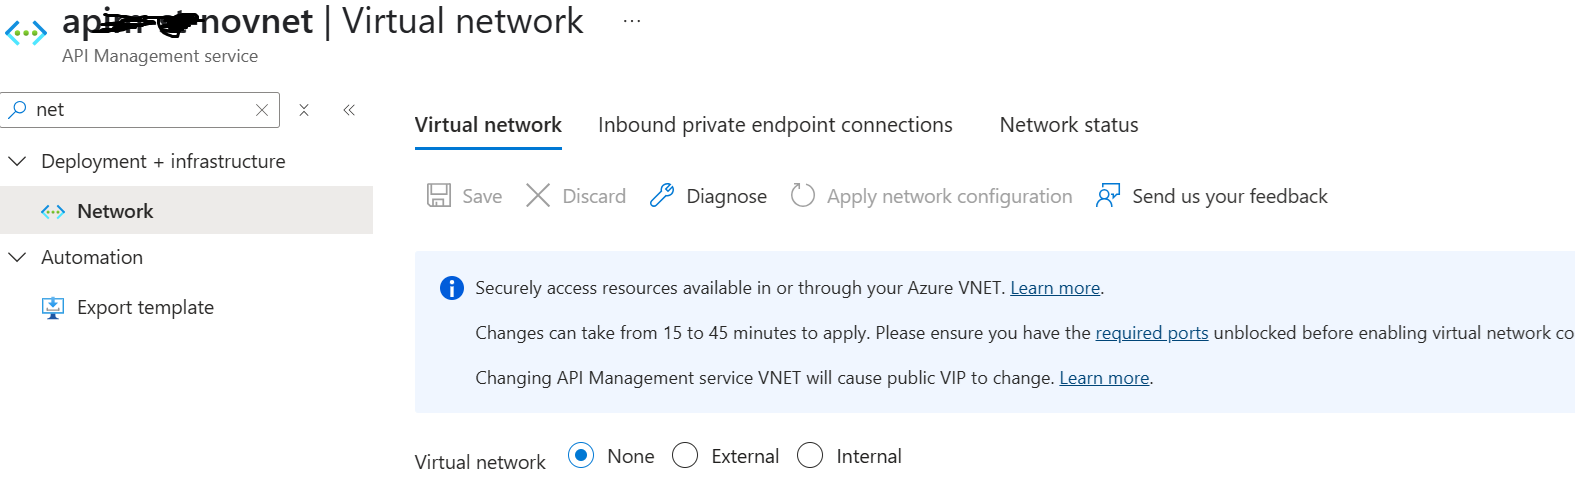 novnet | Virtual network ...
API Management service
net
Deployment + infrastructure
Network
Automation
Export template
Virtual network Inbound private endpoint connections Network status
Save Discard Diagnose Apply network configuration Send us your feedback
Securely access resources available in or through your Azure VNET. Learn more.
Changes can take from 15 to 45 minutes to apply. Please ensure you have the required ports unblocked before enabling virtual network co
Changing API Management service VNET will cause public VIP to change. Learn more.
Virtual network None External Internal